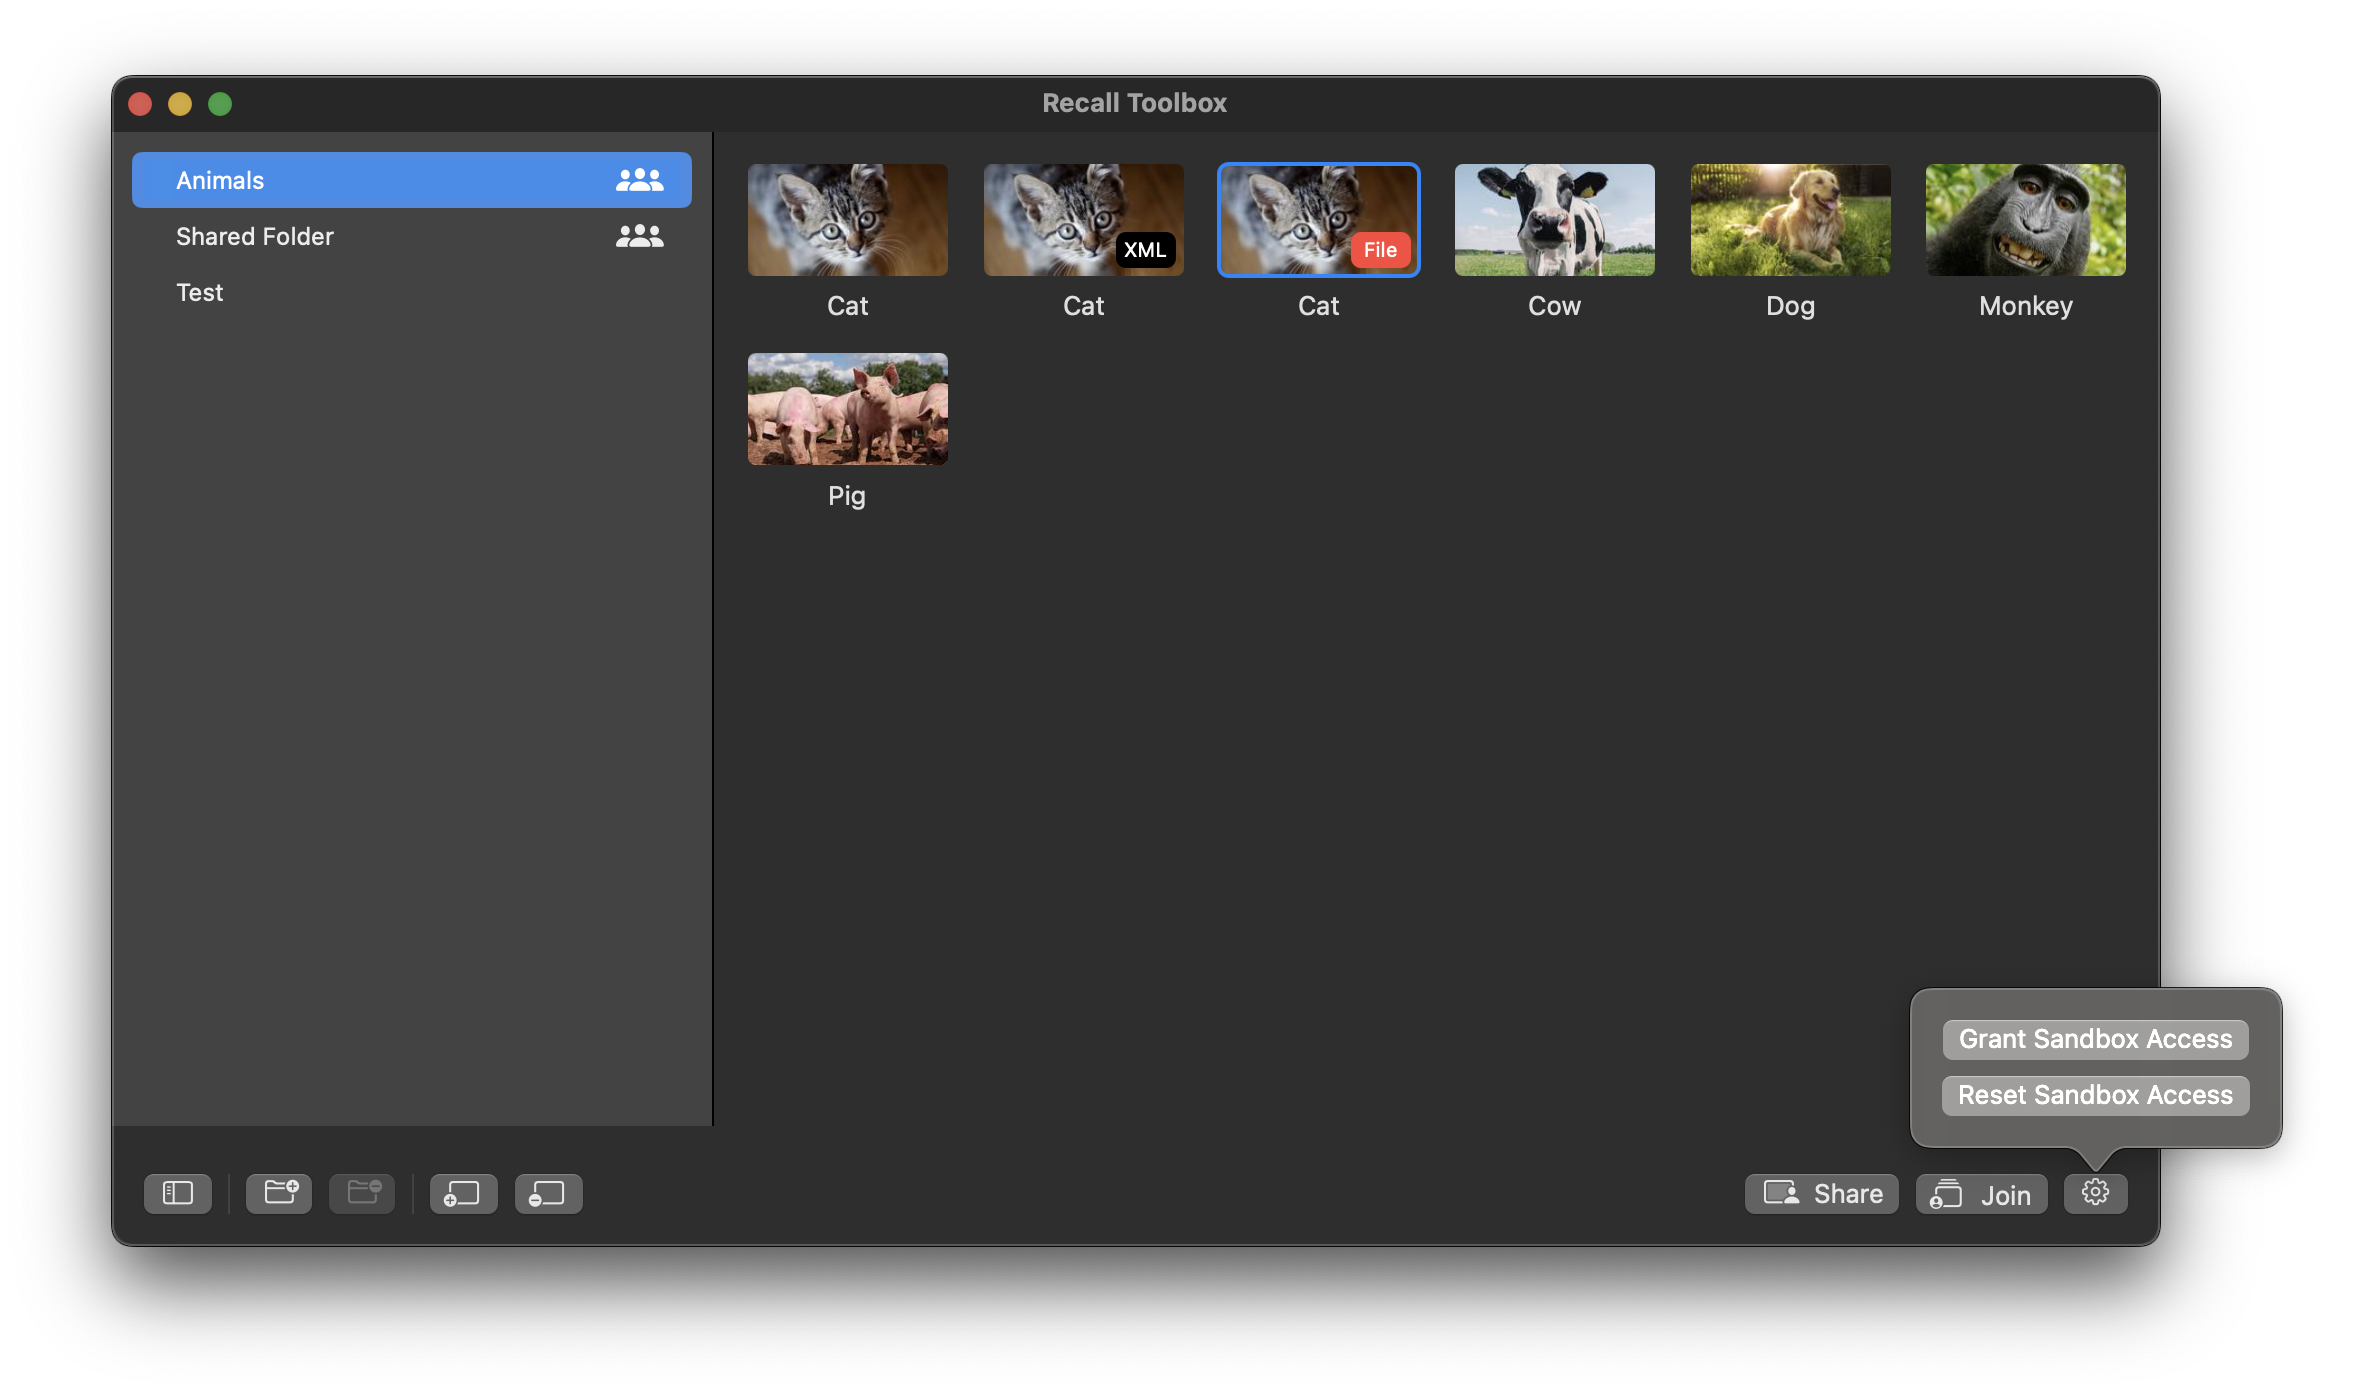 Recall Toolbox
Animals
Shared Folder
Test
XML
File
Cat
Cat
Cat
Cow
Dog
Monkey
Pig
Grant Sandbox Access
Reset Sandbox Access
Share
Join